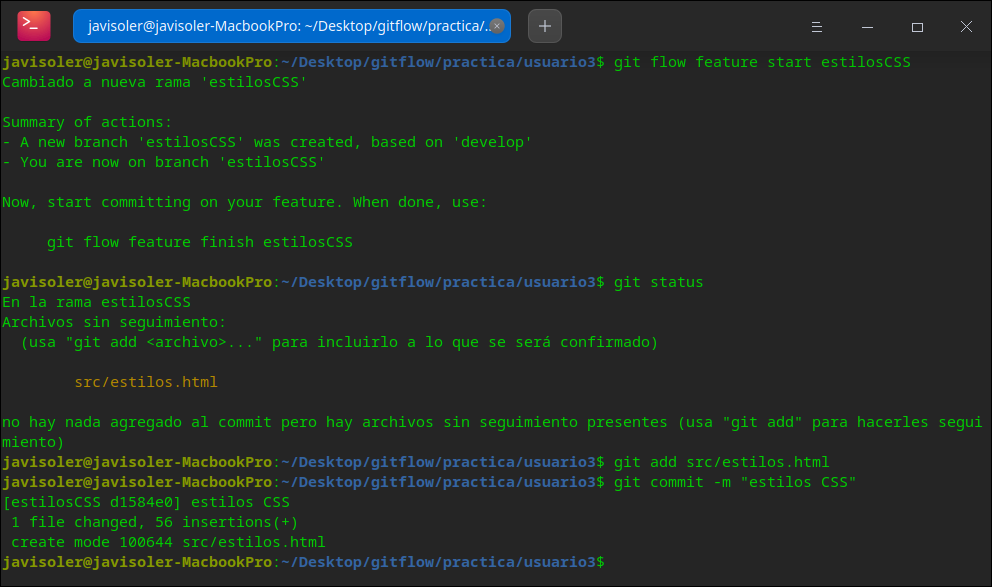 javisoler@javisoler-MacbookPro: ~/Desktop/gitflow/practica/..
javisoler@javisoler-MacbookPro:~/Desktop/gitflow/practica/usuario3$ git flow feature start estilosCSS
Cambiado a nueva rama 'estilosCSS'
Summary of actions:
- A new branch 'estilosCSS' was created, based on 'develop'
- You are now on branch 'estilosCSS'
Now, start committing on your feature. When done, use:
git flow feature finish estilosCSS
javisoler@javisoler-MacbookPro:~/Desktop/gitflow/practica/usuario3$ git status
En la rama estilosCSS
Archivos sin seguimiento:
(usa "git add <archivo>..." para incluirlo a lo que se será confirmado)
src/estilos.html
no hay nada agregado al commit pero hay archivos sin seguimiento presentes (usa "git add" para hacerles segui
miento)
javisoler@javisoler-MacbookPro:~/Desktop/gitflow/practica/usuario3$ git add src/estilos.html
javisoler@javisoler-MacbookPro:~/Desktop/gitflow/practica/usuario3$ git commit -m "estilos CSS"
[estilosCSS d1584e0] estilos CSS
1 file changed, 56 insertions(+)
create mode 100644 src/estilos.html
javisoler@javisoler-MacbookPro:~/Desktop/gitflow/practica/usuario3$